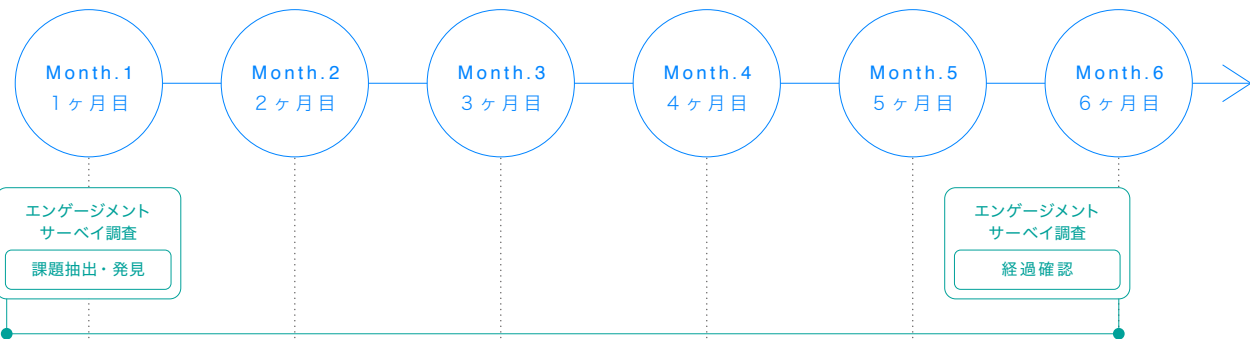 Month.1
1ヶ月目
Month.2
2ヶ月目
Month.3
3ヶ月目
Month.4
4ヶ月目
Month.5
5ヶ月目
Month.6
6ヶ月目
エンゲージメント
サーベイ調査
課題抽出・発見
エンゲージメント
サーベイ調査
経過確認